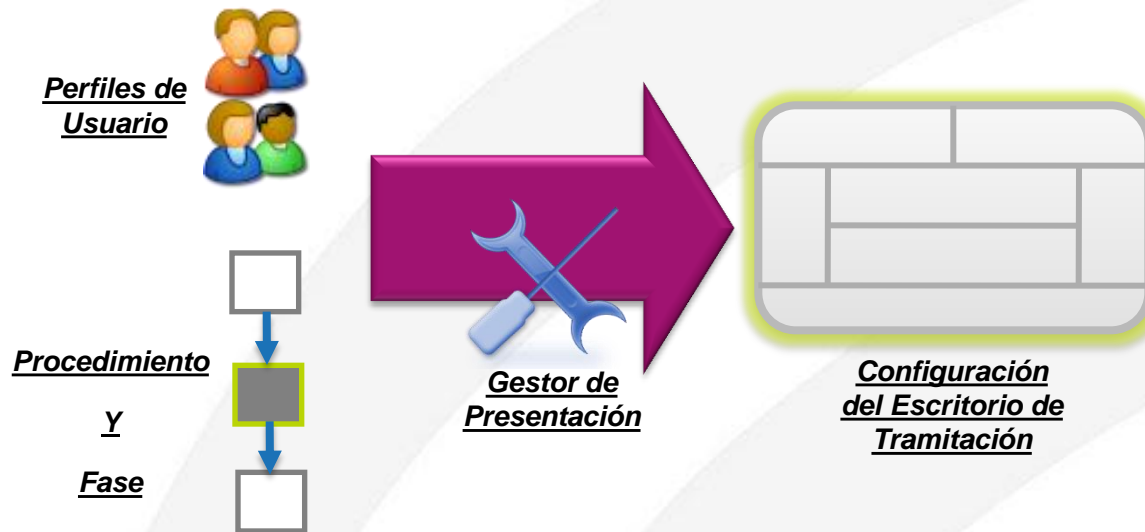 Perfiles de
Usuario
Procedimiento
Y
Fase
Gestor de
Presentación
Configuración
del Escritorio de
Tramitación